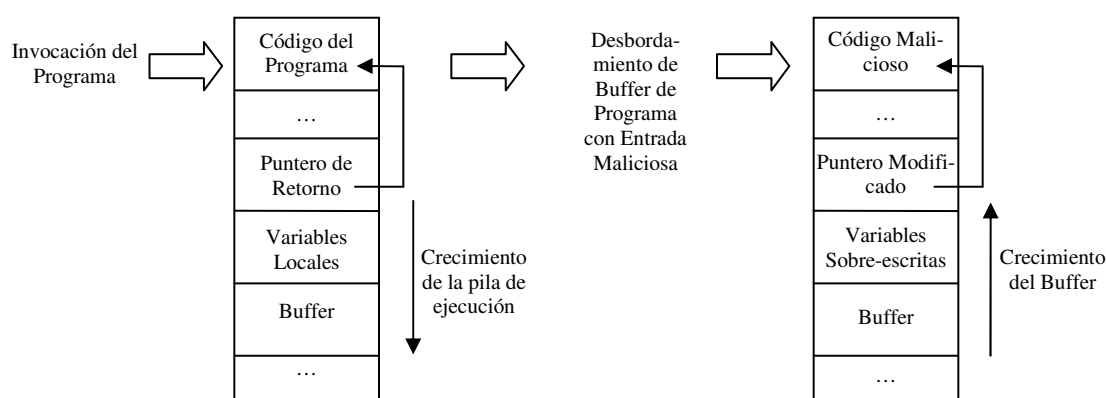 Invocación del
Programa
Código del
Programa
…
Puntero de
Retorno
Variables
Locales
Buffer
…
Crecimiento
de la pila de
ejecución
Desborda-
miento de
Buffer de
Programa
con Entrada
Maliciosa
Código Mali-
cioso
…
Puntero Modifi-
cado
Variables
Sobre-escritas
Buffer
…
Crecimiento
del Buffer